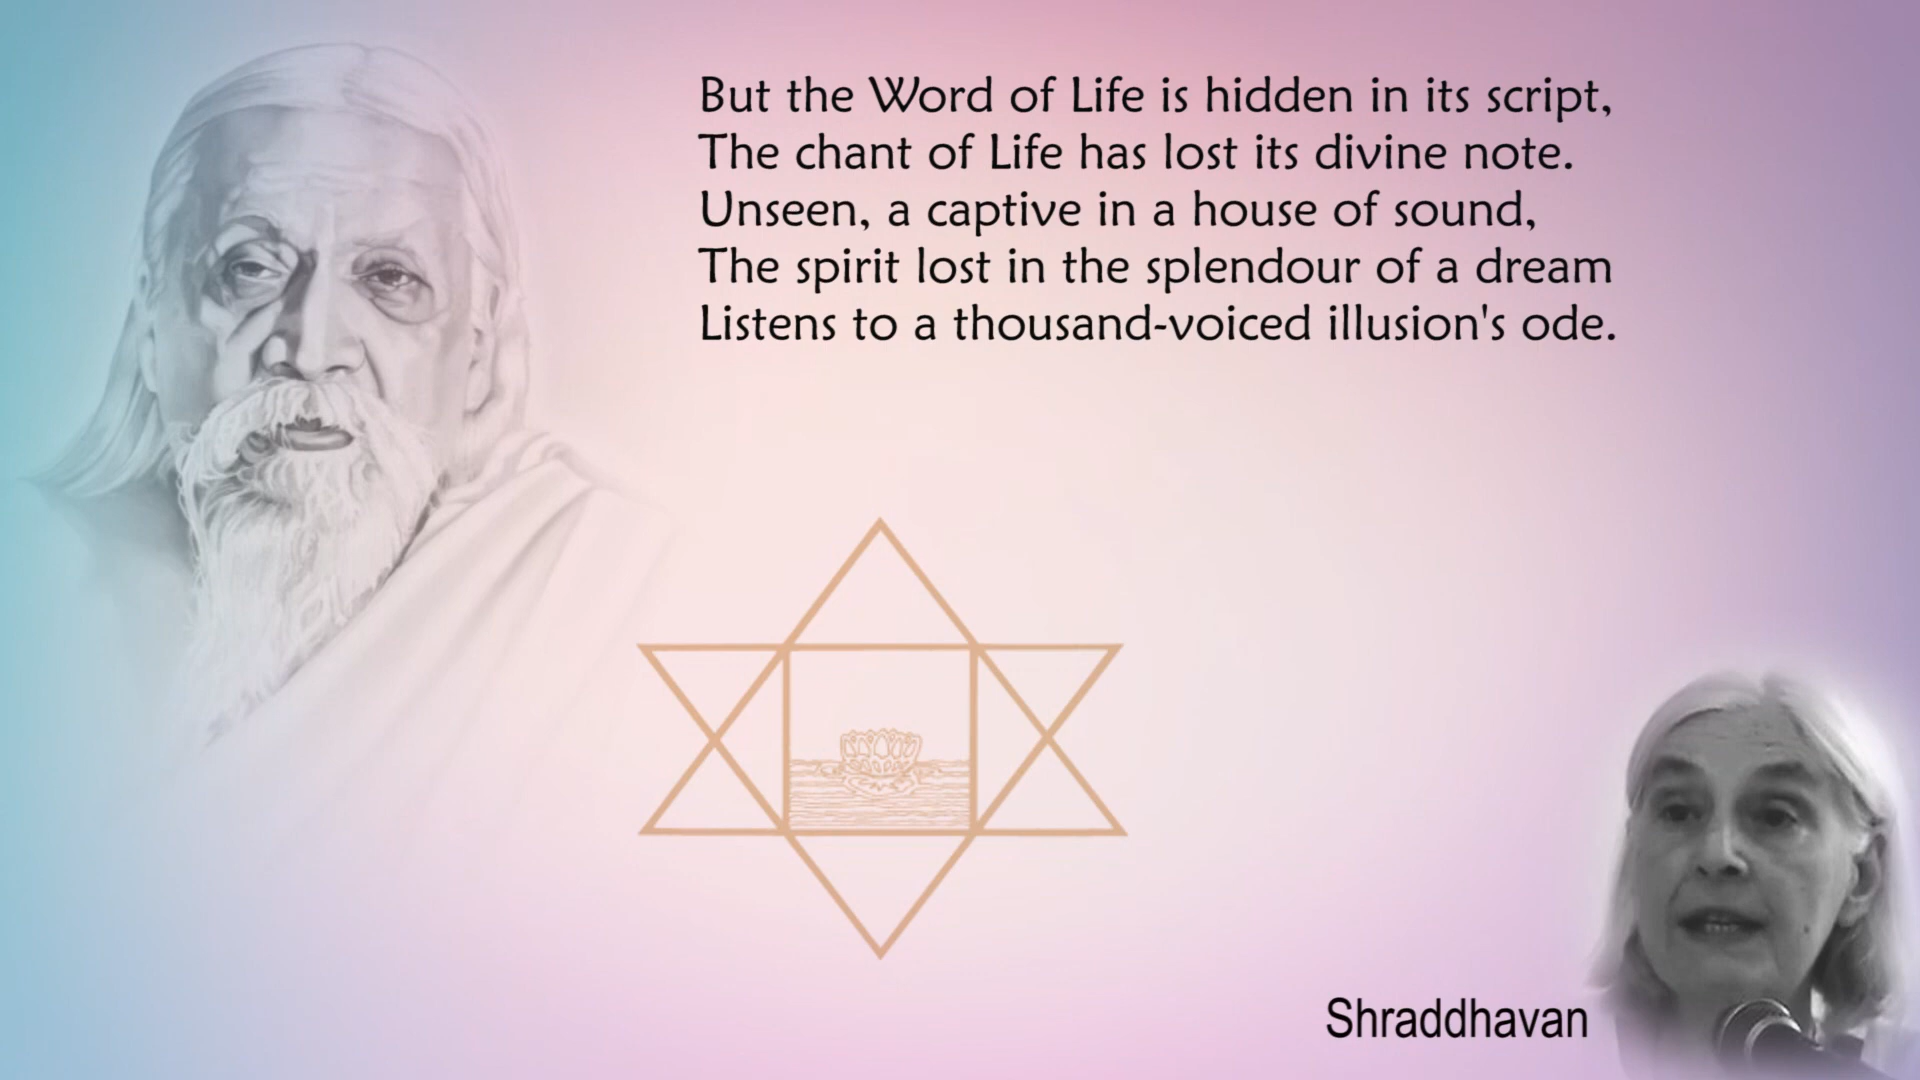 But the Word of Life is hidden in its script,
The chant of Life has lost its divine note.
Unseen, a captive in a house of sound,
The spirit lost in the splendour of a dream
Listens to a thousand-voiced illusion's ode.
Shraddhavan